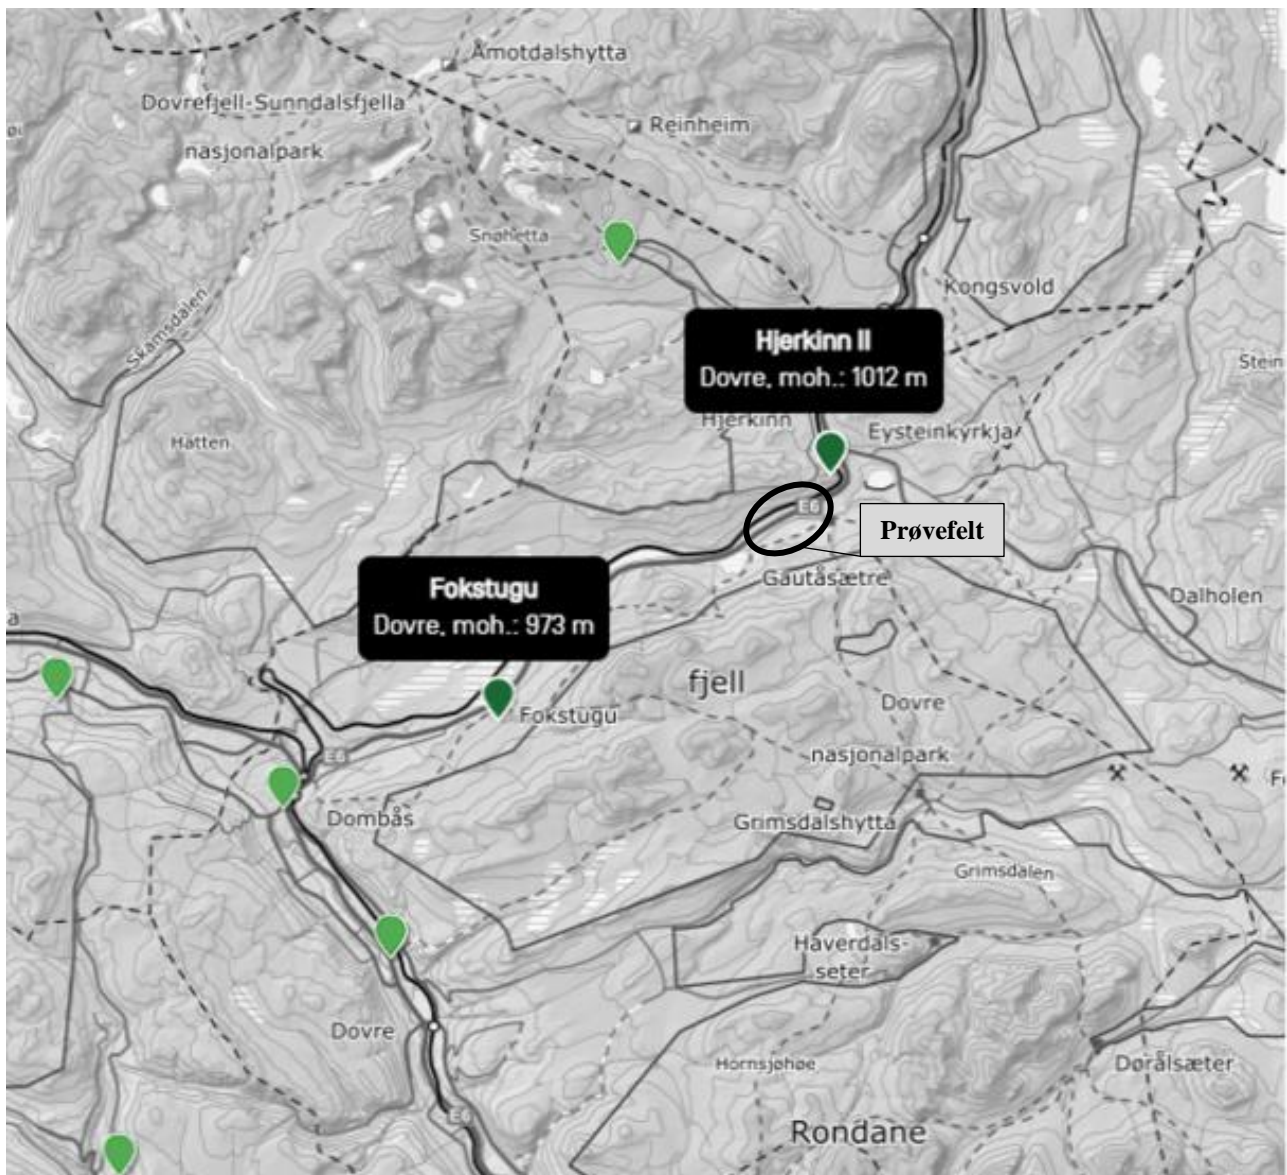 Åmotdalshytta
Dovrefjell-Sunndalsfjella
nasjonalpark
Reinheim
Snøhetta
Kongsvold
Skamsdalen
Hjerkinn II
Dovre, moh.: 1012 m
Stein
Hjerkinn
Eysteinkyrkja
Hatten
E6
Prøvefelt
Gautåsætre
Fokstugu
Dovre, moh.: 973 m
Dalholen
a
fjell
Dovre
nasjonalpark
Fokstugu
E6
Dombås
Grimsdalshytta
Grimsdalen
Haverdals-
seter
Dovre
Hornsjøhøe
Dørålsæter
E6
Rondane